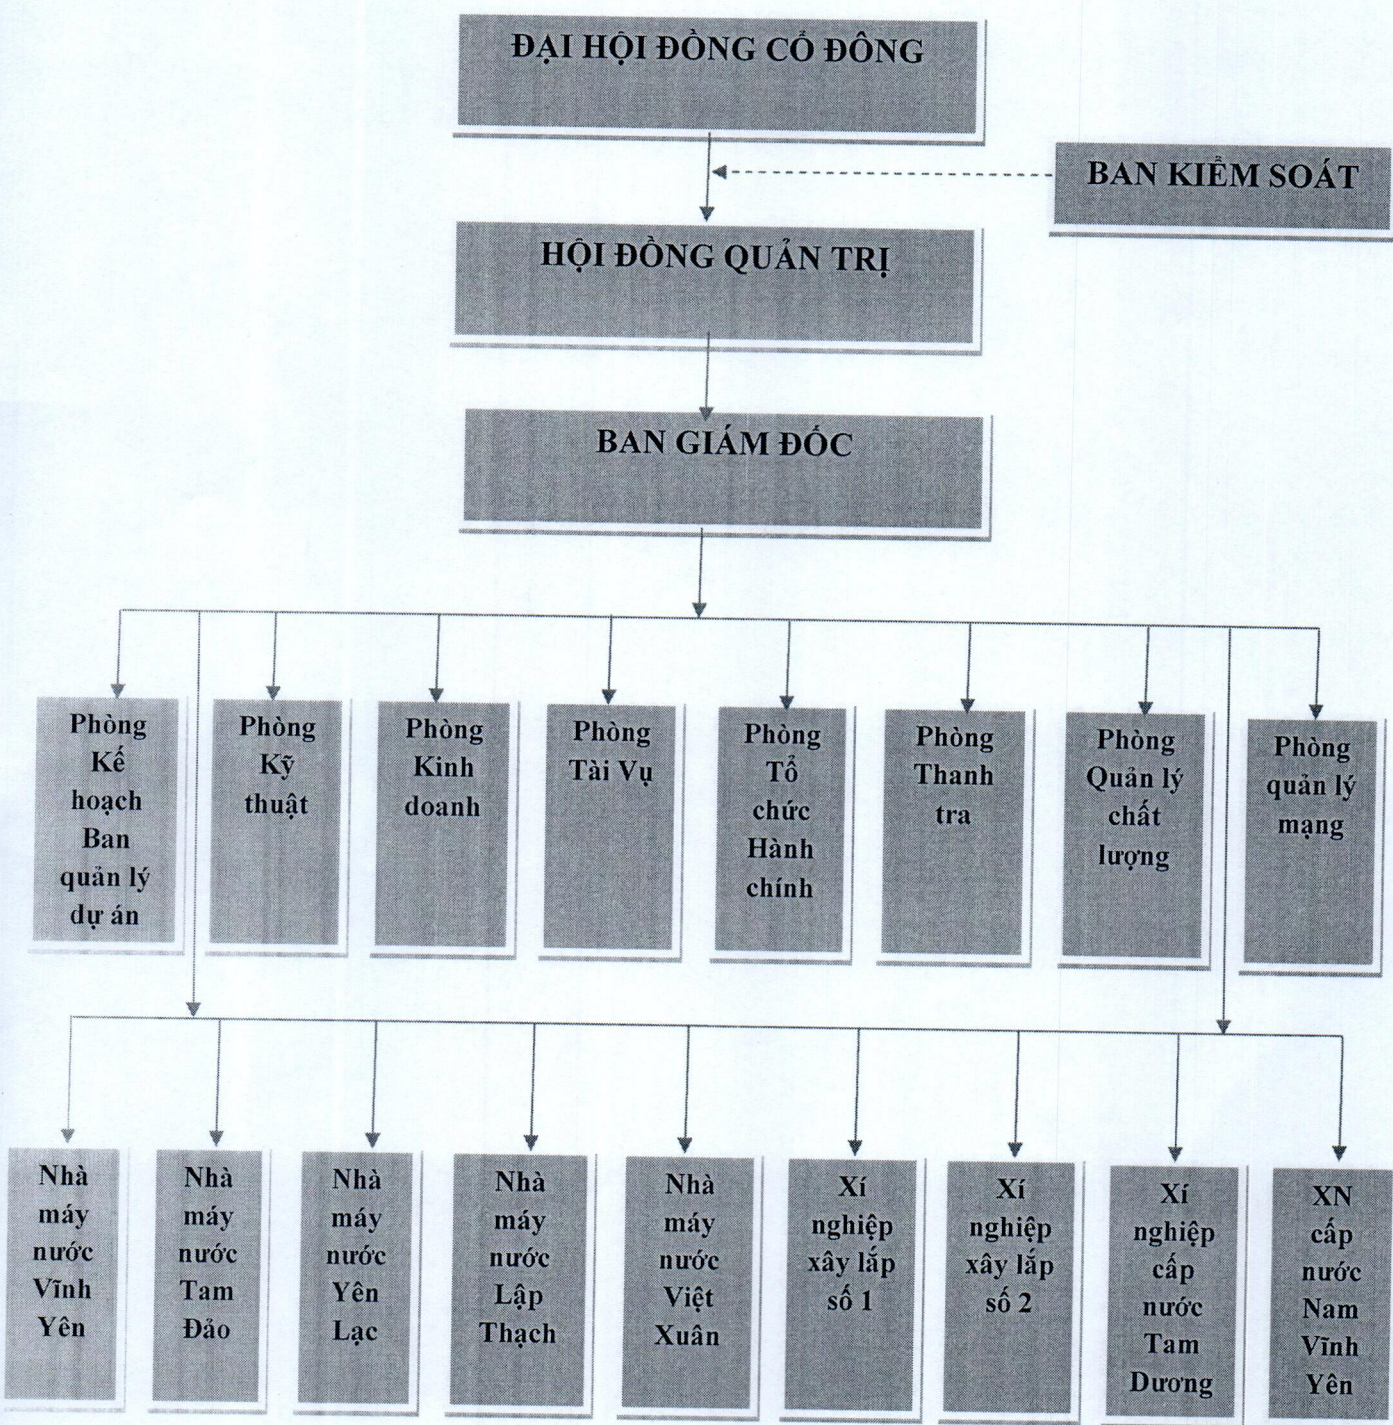 ĐẠI HỘI ĐỒNG CỔ ĐÔNG
BAN KIỂM SOÁT
HỘI ĐỒNG QUẢN TRỊ
BAN GIÁM ĐỐC
Phòng
Kế
hoạch
Ban
quản lý
dự án
Phòng
Kỹ
thuật
Phòng
Kinh
doanh
Phòng
Tài Vụ
Phòng
Tổ
chức
Hành
chính
Phòng
Thanh
tra
Phòng
Quản lý
chất
lượng
Phòng
quản lý
mạng
Nhà
máy
nước
Vĩnh
Yên
Nhà
máy
nước
Tam
Đảo
Nhà
máy
nước
Yên
Lạc
Nhà
máy
nước
Lập
Thạch
Nhà
máy
nước
Việt
Xuân
Xí
nghiệp
xây lắp
số 1
Xí
nghiệp
xây lắp
số 2
Xí
nghiệp
cấp
nước
Tam
Dương
XN
cấp
nước
Nam
Vĩnh
Yên